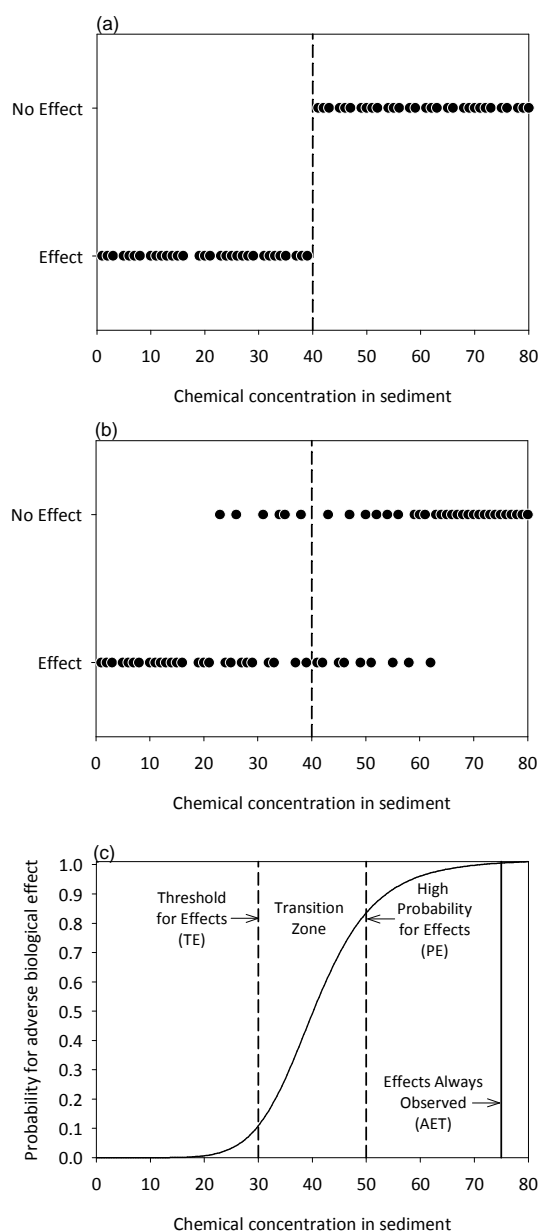 (a)
No Effect
Effect
0 10 20 30 40 50 60 70 80
Chemical concentration in sediment
(b)
No Effect
Effect
0 10 20 30 40 50 60 70 80
Chemical concentration in sediment
(c)
Probability for adverse biological effect
1.0
0.9
0.8
0.7
0.6
0.5
0.4
0.3
0.2
0.1
0.0
Threshold
for Effects
(TE)
Transition
Zone
High
Probability
for Effects
(PE)
Effects Always
Observed
(AET)
0 10 20 30 40 50 60 70 80
Chemical concentration in sediment